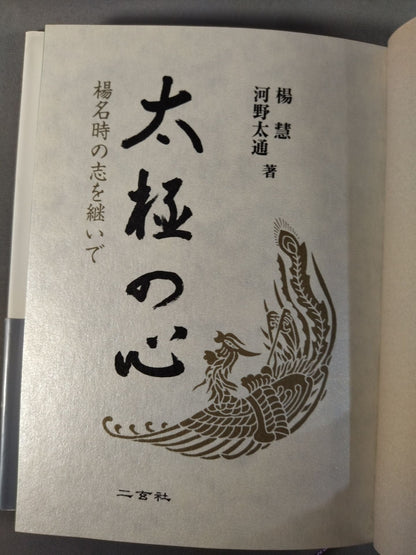 楊慧
河野太通 著
太極の心
楊名時の志を継いで
二玄社